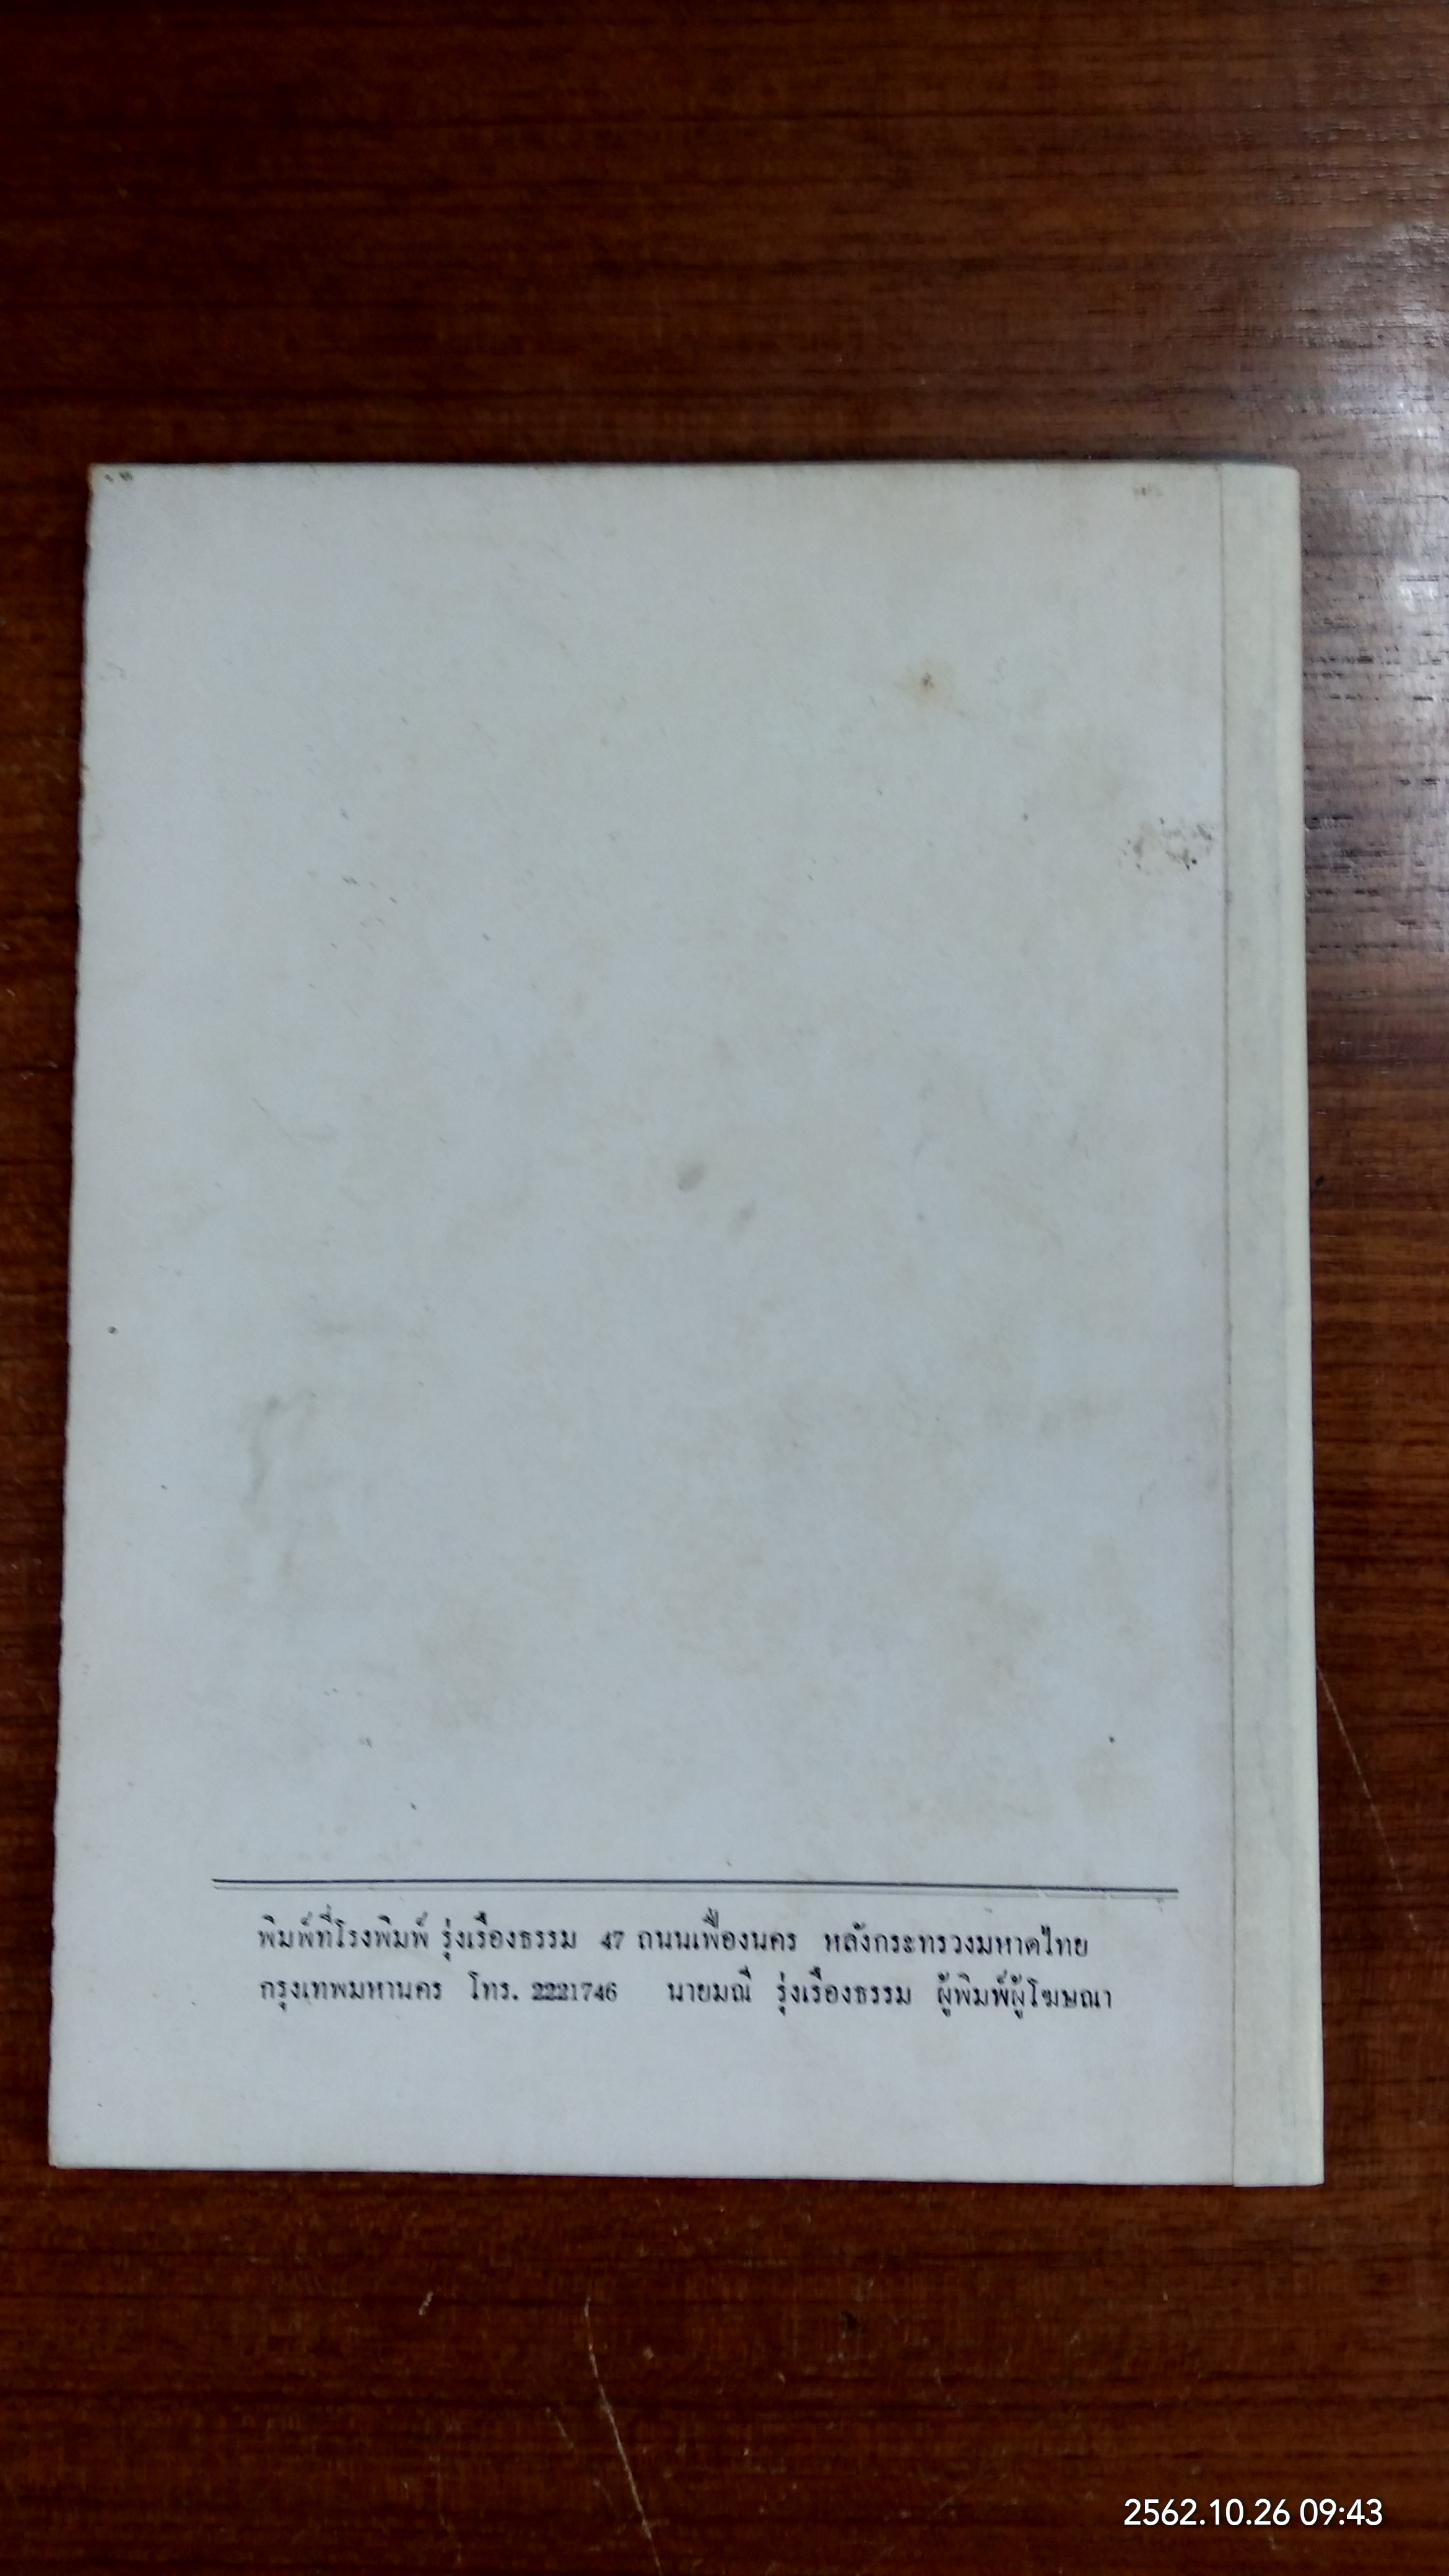 พิมพ์ที่โรงพิมพ์ รุ่งเรืองธรรม 47 ถนนเฟื่องนคร หลังกระทรวงมหาดไทย
กรุงเทพมหานคร โทร. 2221746 นายมณี รุ่งเรืองธรรม ผู้พิมพ์ผู้โฆษณา
2562.10.26 09:43